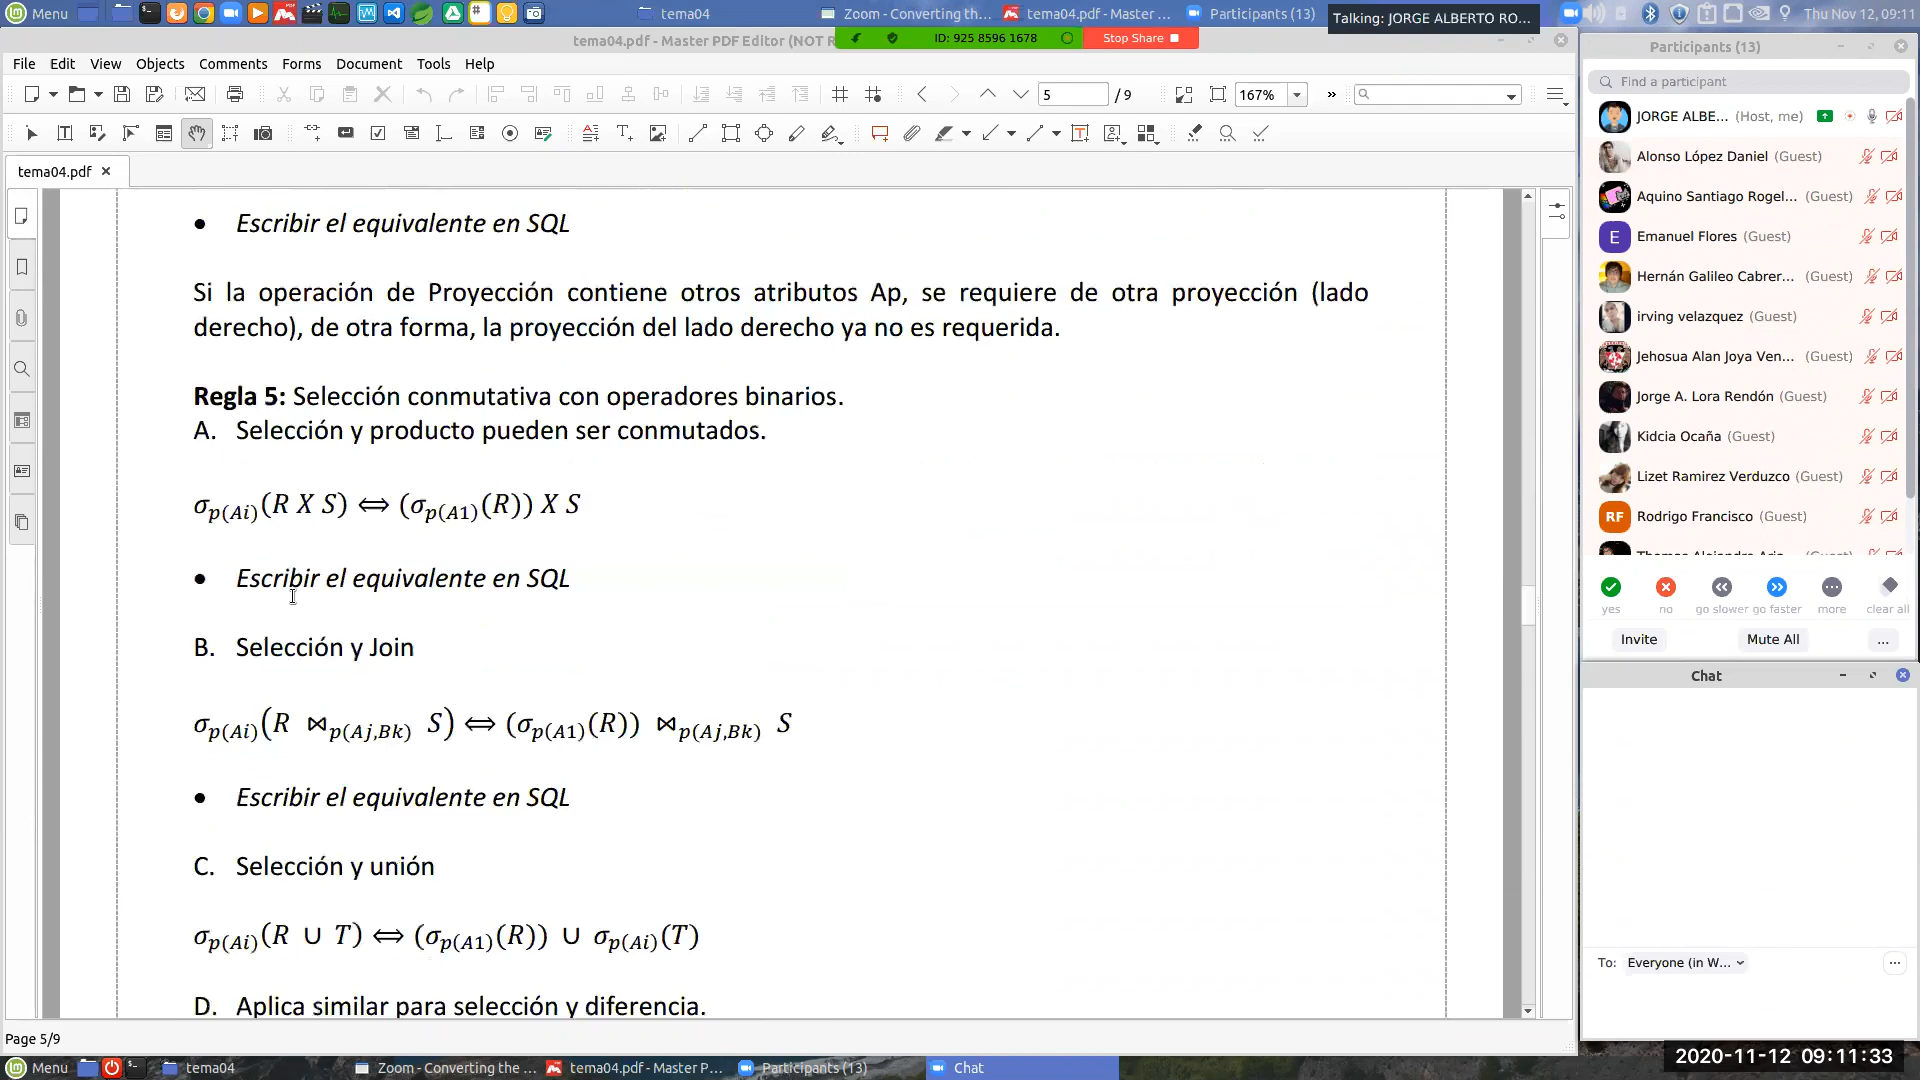 Menu
tema04
Zoom - Converting th...
tema04.pdf - Master ...
Participants (13)
Talking: JORGE ALBERTO RO...
Thu Nov 12, 09:11
tema04.pdf - Master PDF Editor (NOT R
ID: 925 8596 1678
Stop Share
File Edit View Objects Comments Forms Document Tools Help
5 / 9
167%
tema04.pdf
• Escribir el equivalente en SQL
Si la operación de Proyección contiene otros atributos Ap, se requiere de otra proyección (lado
derecho), de otra forma, la proyección del lado derecho ya no es requerida.
Regla 5: Selección conmutativa con operadores binarios.
A. Selección y producto pueden ser conmutados.
σp(Ai)(R X S) ⟺ (σp(A1)(R)) X S
• Escribir el equivalente en SQL
B. Selección y Join
σp(Ai)(R ⋈p(Aj,Bk) S) ⟺ (σp(A1)(R)) ⋈p(Aj,Bk) S
• Escribir el equivalente en SQL
C. Selección y unión
σp(Ai)(R ∪ T) ⟺ (σp(A1)(R)) ∪ σp(Ai)(T)
D. Aplica similar para selección y diferencia.
Page 5/9
Participants (13)
Find a participant
JORGE ALBE... (Host, me)
Alonso López Daniel (Guest)
Aquino Santiago Rogel... (Guest)
E Emanuel Flores (Guest)
Hernán Galileo Cabrer... (Guest)
irving velazquez (Guest)
Jehosua Alan Joya Ven... (Guest)
Jorge A. Lora Rendón (Guest)
Kidcia Ocaña (Guest)
Lizet Ramirez Verduzco (Guest)
RF Rodrigo Francisco (Guest)
yes no go slower go faster more clear all
Invite Mute All ...
Chat
To: Everyone (in W...
Menu
tema04
Zoom - Converting the ...
tema04.pdf - Master P...
Participants (13)
Chat
2020-11-12 09:11:33